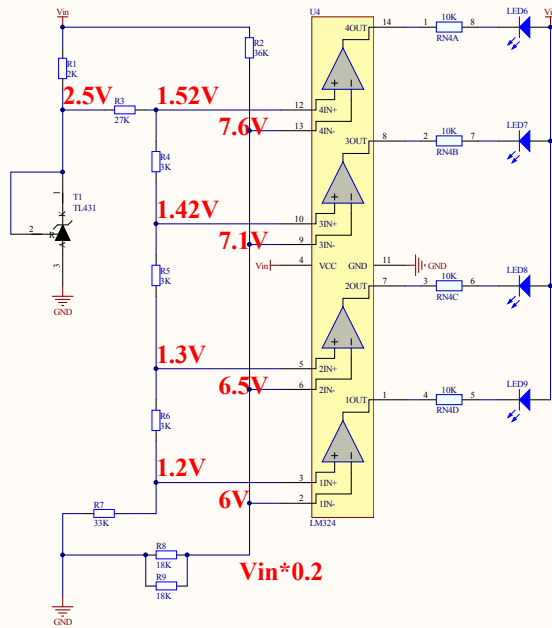 Vin
U4
Vin
4OUT
14
1
10K
8
LED6
RN4A
R1
2K
R2
36K
2.5V
R3
27K
1.52V
12
4IN+
7.6V
13
4IN-
3OUT
8
2
10K
7
LED7
RN4B
R4
3K
1
T1
TL431
K
2
R
A
3
GND
1.42V
10
3IN+
7.1V
9
3IN-
Vin
4
VCC
GND
11
GND
R5
3K
2OUT
7
3
10K
6
LED8
RN4C
1.3V
5
2IN+
6.5V
6
2IN-
1OUT
1
4
10K
5
LED9
RN4D
R6
3K
1.2V
3
1IN+
6V
2
1IN-
LM324
R7
33K
R8
18K
R9
18K
Vin*0.2
GND